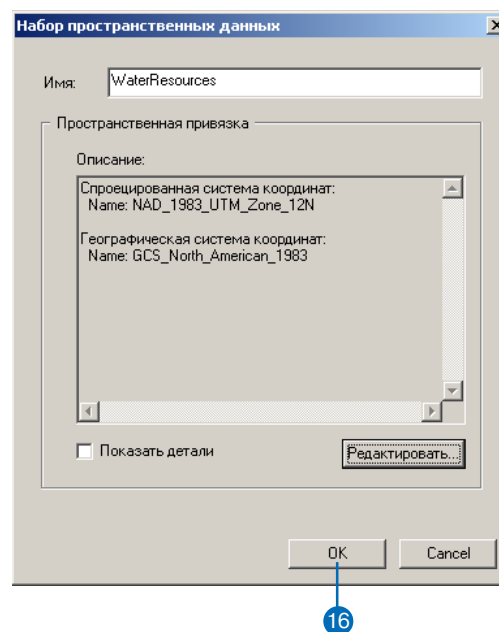 Набор пространственных данных
Имя: WaterResources
Пространственная привязка
Описание:
Спроецированная система координат:
Name: NAD_1983_UTM_Zone_12N
Географическая система координат:
Name: GCS_North_American_1983
Показать детали
Редактировать...
OK Cancel
16